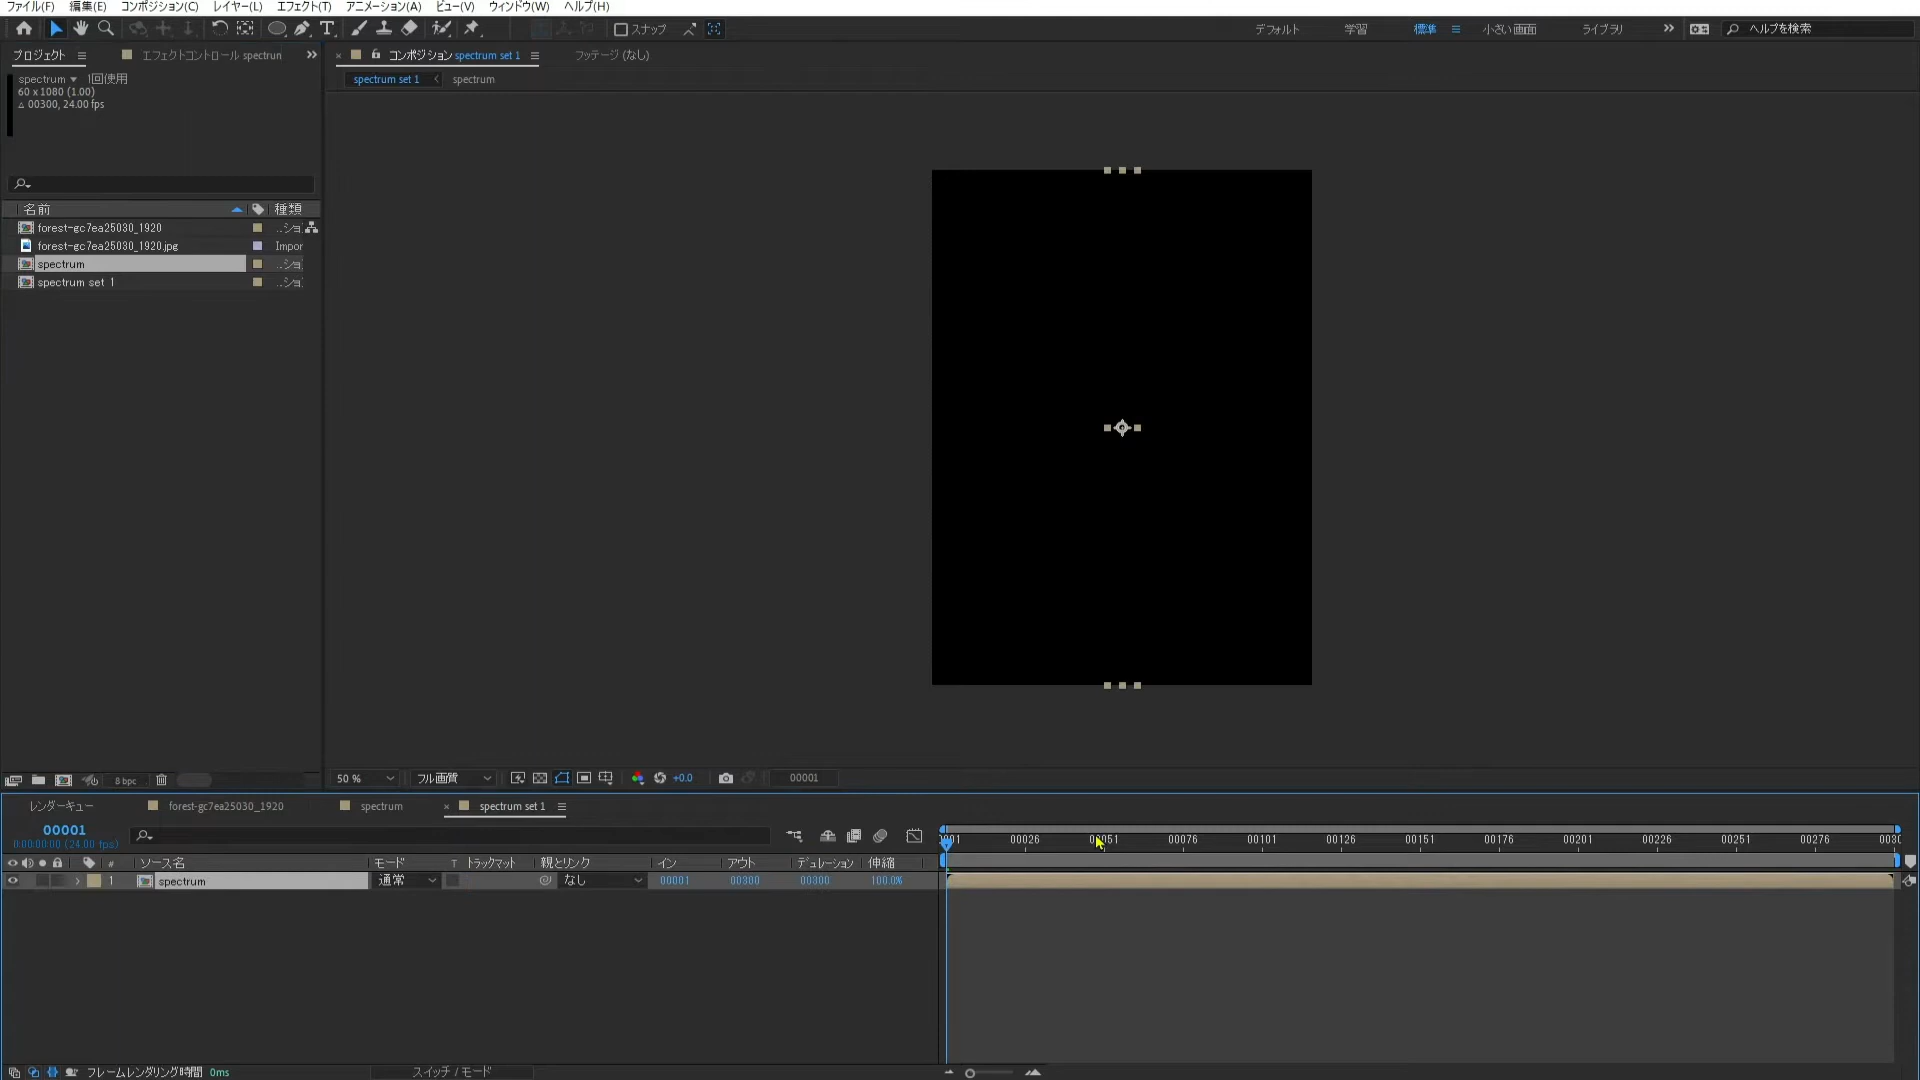 ファイル(F) 編集(E) コンポジション(C) レイヤー(L) エフェクト(T) アニメーション(A) ビュー(V) ウィンドウ(W) ヘルプ(H)
スナップ デフォルト 学習 標準 小さい画面 ライブラリ ヘルプを検索
プロジェクト エフェクトコントロール spectrun コンポジション spectrum set 1 フッテージ (なし)
spectrum 1回使用 spectrum set 1 spectrum
60 x 1080 (1.00)
△ 00300, 24.00 fps
名前 種類
forest-gc7ea25030_1920 ..ショ
forest-gc7ea25030_1920.jpg Impor
spectrum ..ショ
spectrum set 1 ..ショ
8 bpc 50 % フル画質 +0.0 00001
レンダーキュー forest-gc7ea25030_1920 spectrum spectrum set 1
00001
0:00:00:00 (24.00 fps)
00026 00051 00076 00101 00126 00151 00176 00201 00226 00251 00276
# ソース名 モード T トラックマット 親とリンク イン アウト デュレーション 伸縮
1 spectrum 通常 なし 00001 00300 00300 100.0%
フレームレンダリング時間 0ms スイッチ / モード